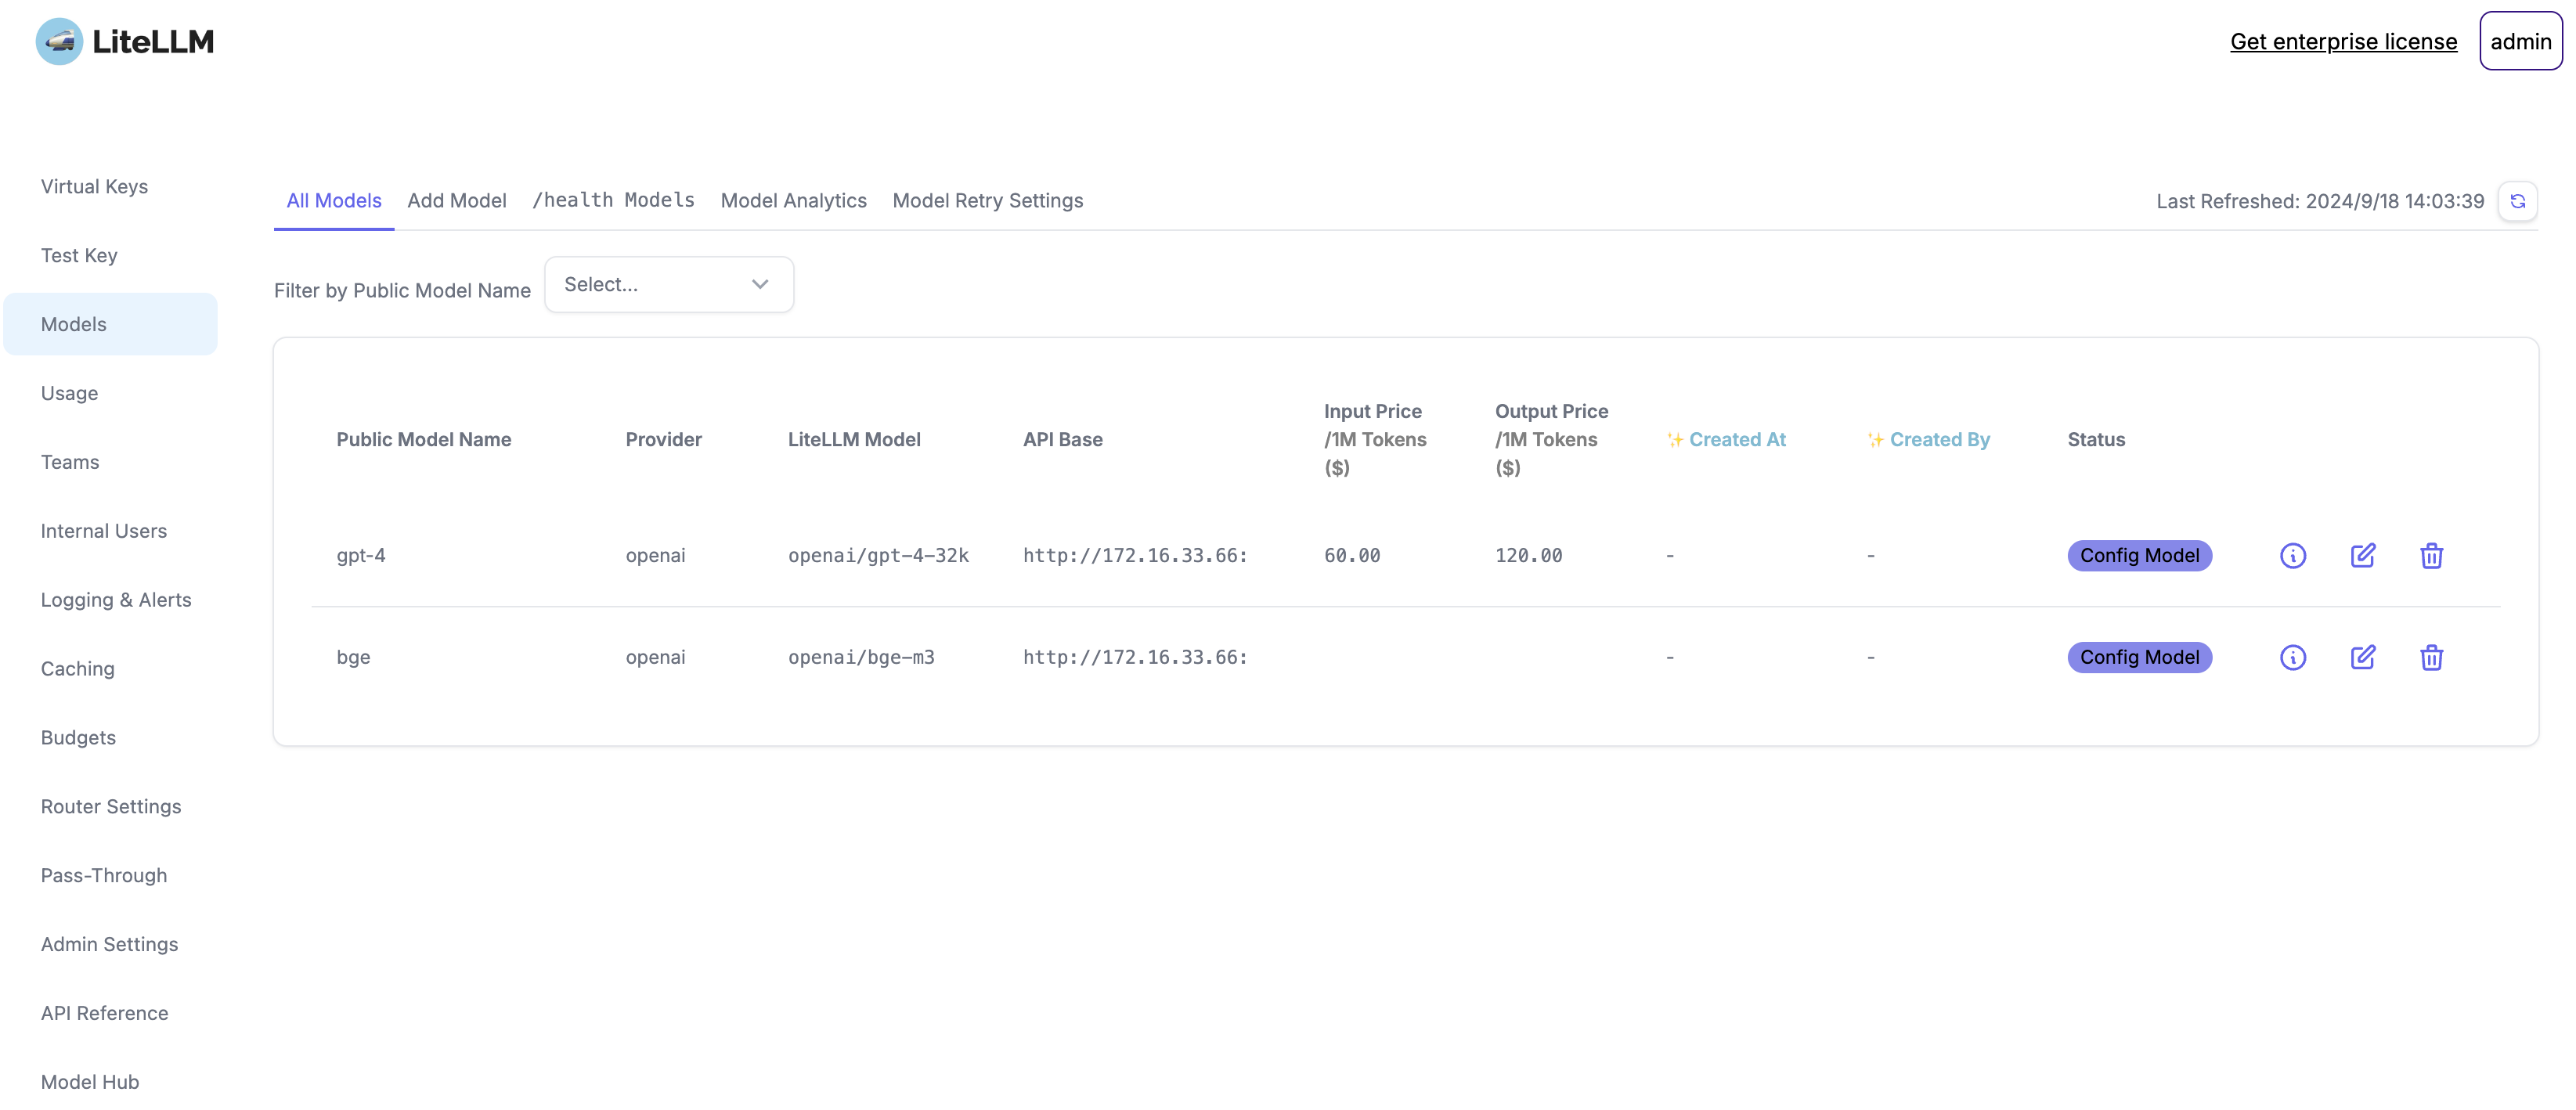 LiteLLM
Get enterprise license
admin
Virtual Keys
Test Key
Models
Usage
Teams
Internal Users
Logging & Alerts
Caching
Budgets
Router Settings
Pass-Through
Admin Settings
API Reference
Model Hub
All Models Add Model /health Models Model Analytics Model Retry Settings
Last Refreshed: 2024/9/18 14:03:39
Filter by Public Model Name Select...
Public Model Name Provider LiteLLM Model API Base Input Price /1M Tokens ($) Output Price /1M Tokens ($) ✨ Created At ✨ Created By Status
gpt-4 openai openai/gpt-4-32k http://172.16.33.66: 60.00 120.00 - - Config Model
bge openai openai/bge-m3 http://172.16.33.66: - - Config Model